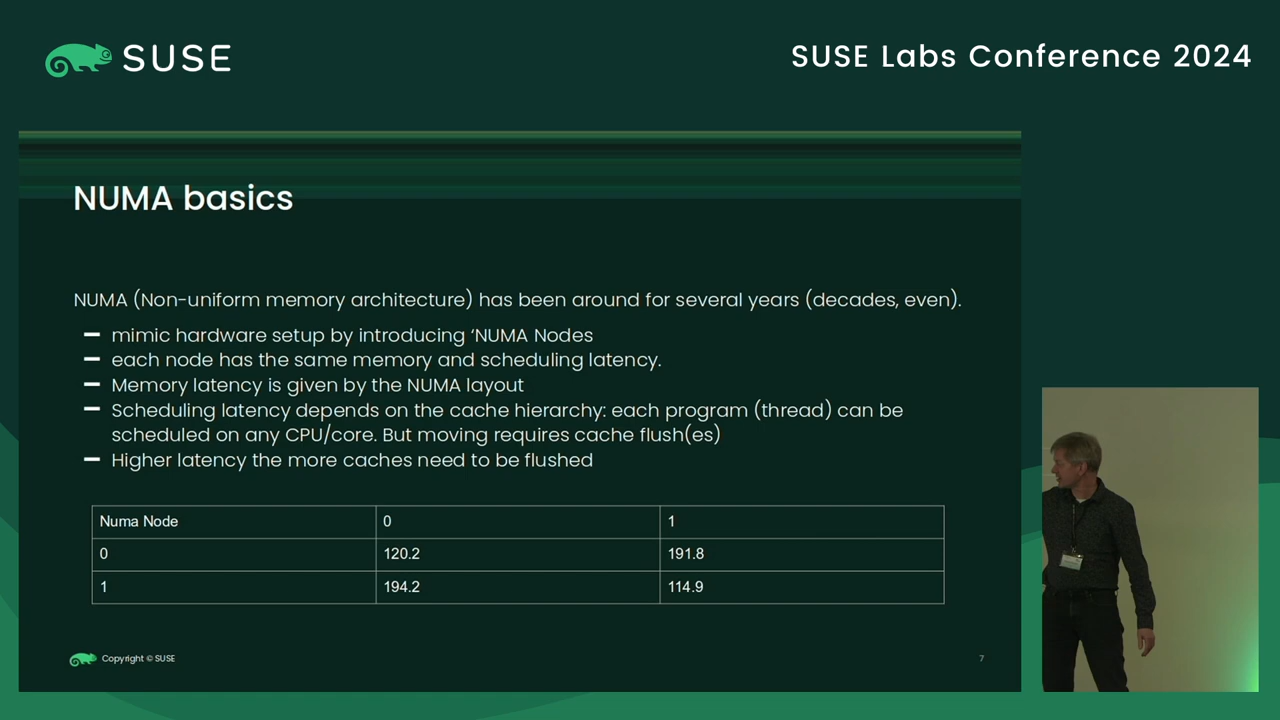 SUSE
SUSE Labs Conference 2024
NUMA basics
NUMA (Non-uniform memory architecture) has been around for several years (decades, even).
mimic hardware setup by introducing ‘NUMA Nodes
each node has the same memory and scheduling latency.
Memory latency is given by the NUMA layout
Scheduling latency depends on the cache hierarchy: each program (thread) can be
scheduled on any CPU/core. But moving requires cache flush(es)
Higher latency the more caches need to be flushed
Numa Node 0 1
0 120.2 191.8
1 194.2 114.9
Copyright © SUSE
7